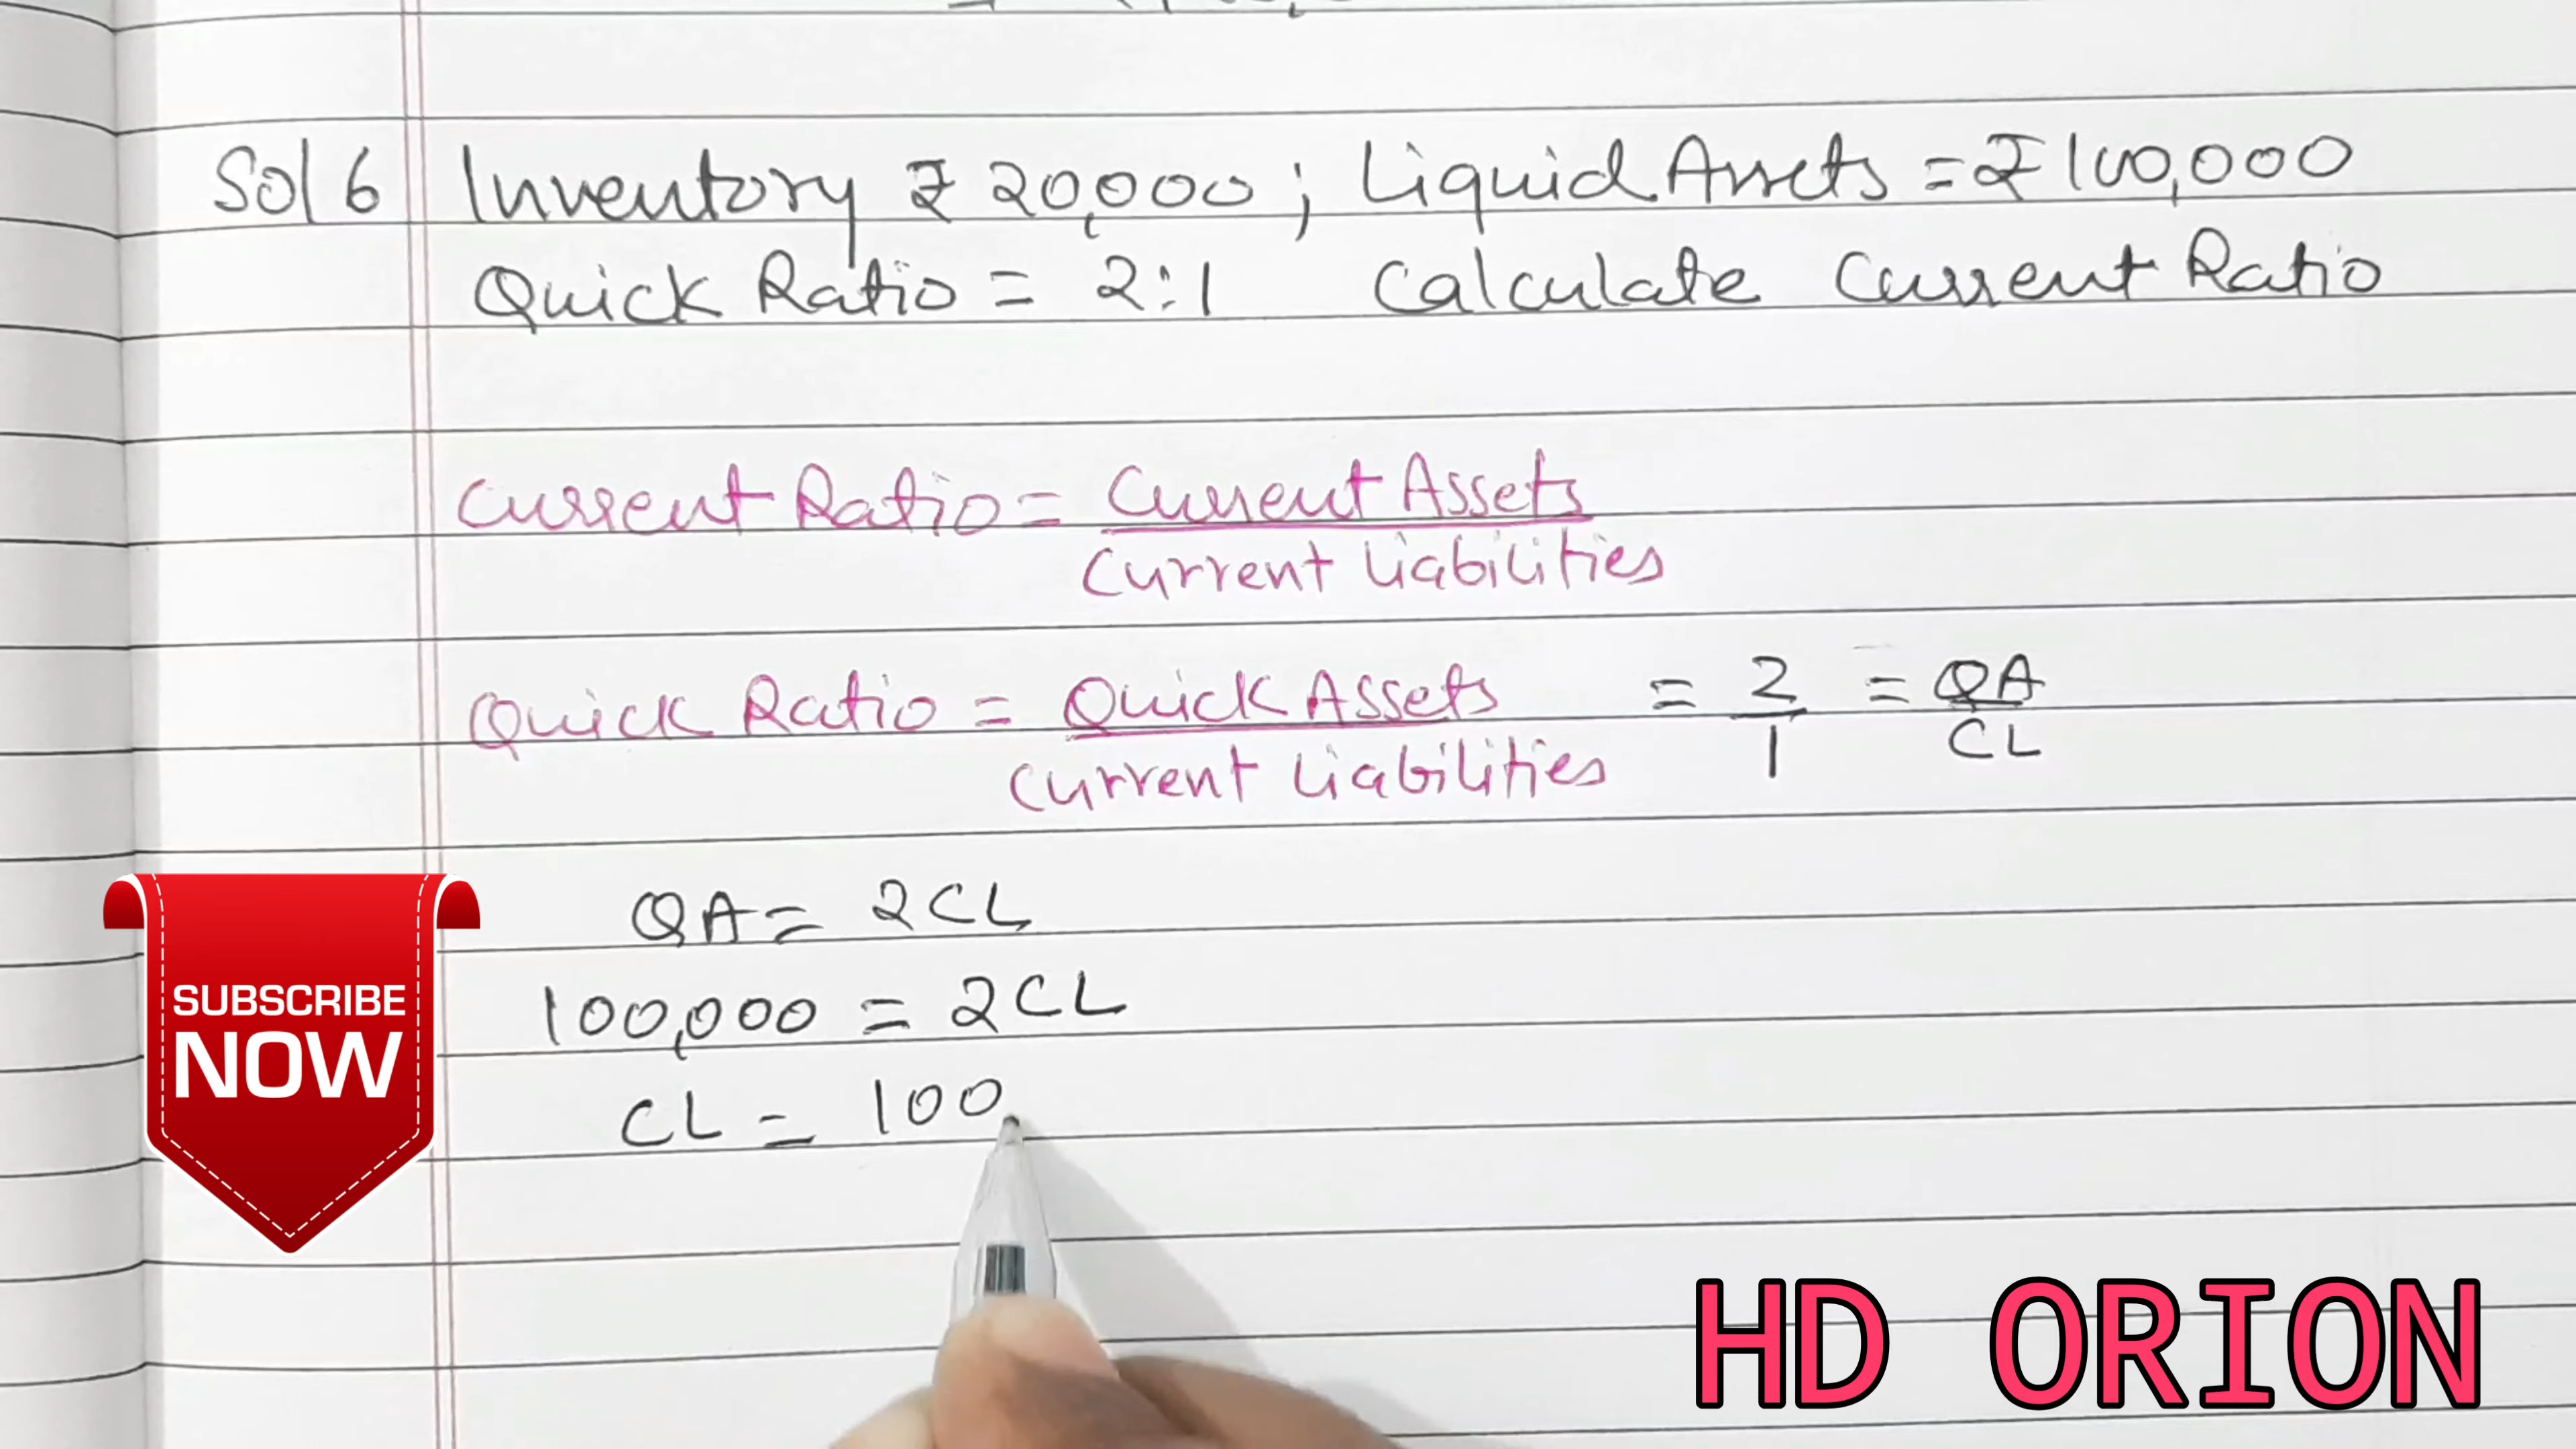 Sol 6 Inventory ₹ 20,000 ; Liquid Assets = ₹ 100,000
Quick Ratio = 2:1 Calculate Current Ratio
Current Ratio = Current Assets
Current Liabilities
Quick Ratio = Quick Assets = 2 = QA
Current Liabilities 1 CL
QA = 2CL
100,000 = 2CL
CL = 100,
SUBSCRIBE
NOW
HD ORION